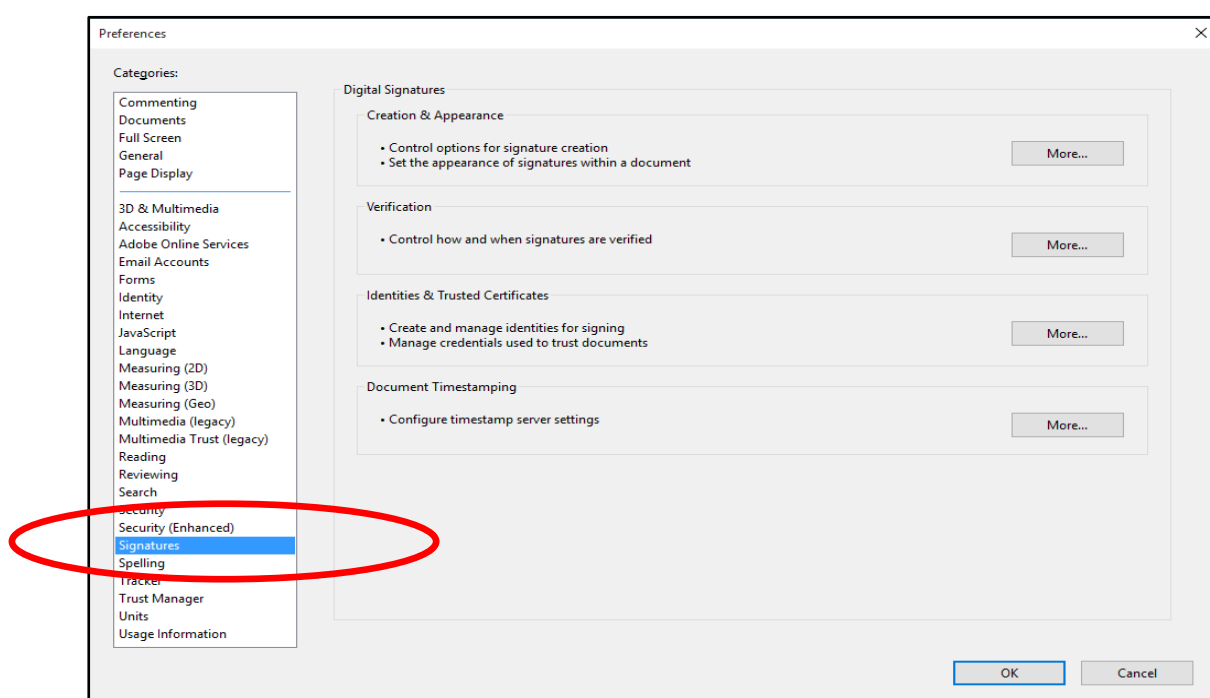 Preferences
Categories:
Commenting
Documents
Full Screen
General
Page Display
3D & Multimedia
Accessibility
Adobe Online Services
Email Accounts
Forms
Identity
Internet
JavaScript
Language
Measuring (2D)
Measuring (3D)
Measuring (Geo)
Multimedia (legacy)
Multimedia Trust (legacy)
Reading
Reviewing
Search
Security
Security (Enhanced)
Signatures
Spelling
Tracker
Trust Manager
Units
Usage Information
Digital Signatures
Creation & Appearance
• Control options for signature creation
• Set the appearance of signatures within a document
More...
Verification
• Control how and when signatures are verified
More...
Identities & Trusted Certificates
• Create and manage identities for signing
• Manage credentials used to trust documents
More...
Document Timestamping
• Configure timestamp server settings
More...
OK
Cancel